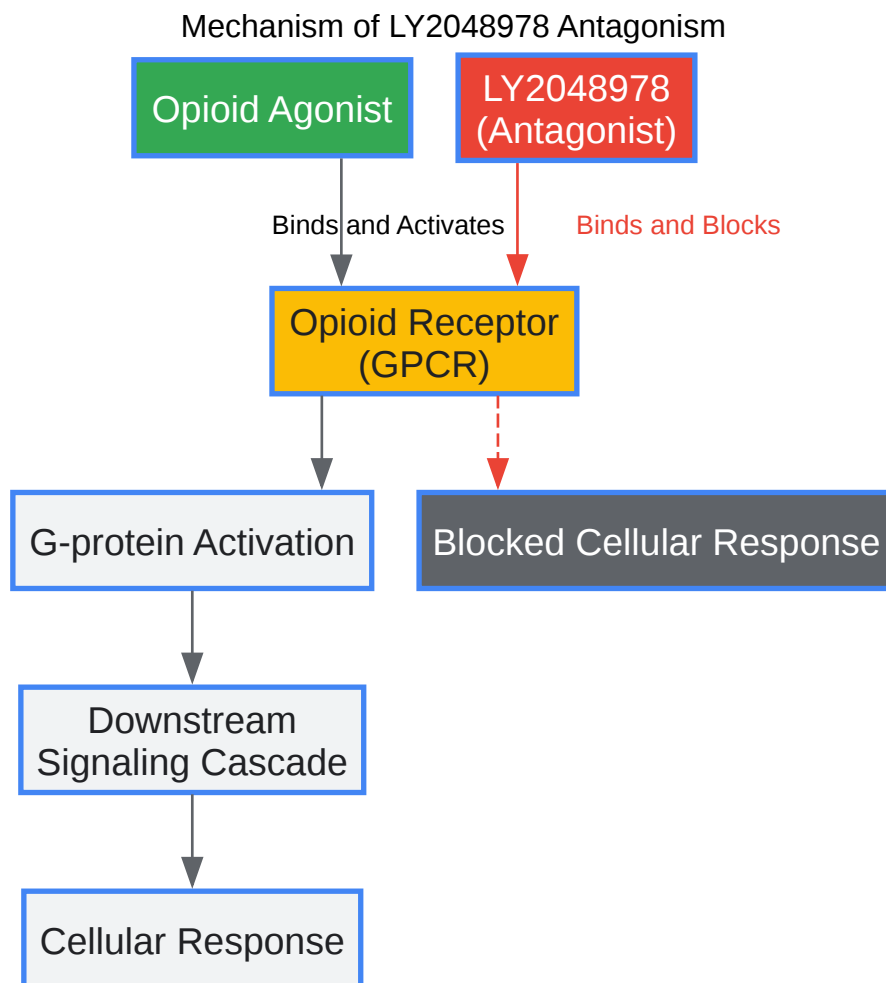 Mechanism of LY2048978 Antagonism
Opioid Agonist
LY2048978
(Antagonist)
Binds and Activates
Binds and Blocks
Opioid Receptor
(GPCR)
G-protein Activation
Blocked Cellular Response
Downstream
Signaling Cascade
Cellular Response